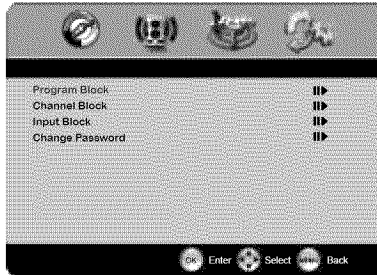 Program Block
Channel Block
Input Block
Change Password
OK Enter Select MENU Back